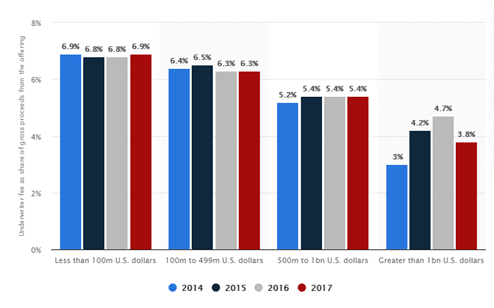 Underwriter fee as share of gross proceeds from the offering
8%
6%
4%
2%
0%
6.9% 6.8% 6.8% 6.9%
6.4% 6.5% 6.3% 6.3%
5.2% 5.4% 5.4% 5.4%
3% 4.2% 4.7% 3.8%
Less than 100m U.S. dollars
100m to 499m U.S. dollars
500m to 1bn U.S. dollars
Greater than 1bn U.S. dollars
2014 2015 2016 2017